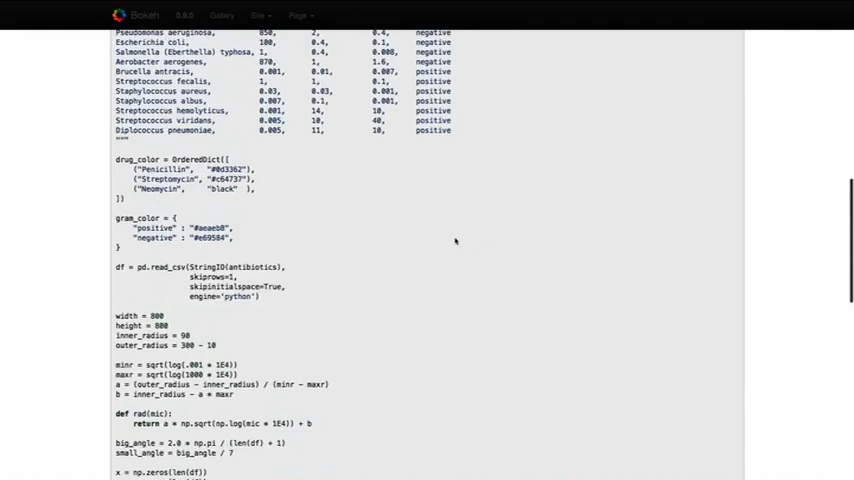 Bokeh 0.9.0 Gallery Site Page
Pseudomonas aeruginosa, 850, 2, 0.4, negative
Escherichia coli, 100, 0.4, 0.1, negative
Salmonella (Eberthella) typhosa, 1, 0.4, 0.008, negative
Aerobacter aerogenes, 870, 1, 1.6, negative
Brucella antracis, 0.001, 0.01, 0.007, positive
Streptococcus fecalis, 1, 1, 0.1, positive
Staphylococcus aureus, 0.03, 0.03, 0.001, positive
Staphylococcus albus, 0.007, 0.1, 0.001, positive
Streptococcus hemolyticus, 0.001, 14, 10, positive
Streptococcus viridans, 0.005, 10, 40, positive
Diplococcus pneumoniae, 0.005, 11, 10, positive
"""
drug_color = OrderedDict([
("Penicillin", "#0d3362"),
("Streptomycin", "#c64737"),
("Neomycin", "black" ),
])
gram_color = {
"positive" : "#aeaeb8",
"negative" : "#e69584",
}
df = pd.read_csv(StringIO(antibiotics),
skiprows=1,
skipinitialspace=True,
engine='python')
width = 800
height = 800
inner_radius = 90
outer_radius = 300 - 10
minr = sqrt(log(.001 * 1E4))
maxr = sqrt(log(1000 * 1E4))
a = (outer_radius - inner_radius) / (minr - maxr)
b = inner_radius - a * maxr
def rad(mic):
return a * np.sqrt(np.log(mic * 1E4)) + b
big_angle = 2.0 * np.pi / (len(df) + 1)
small_angle = big_angle / 7
x = np.zeros(len(df))